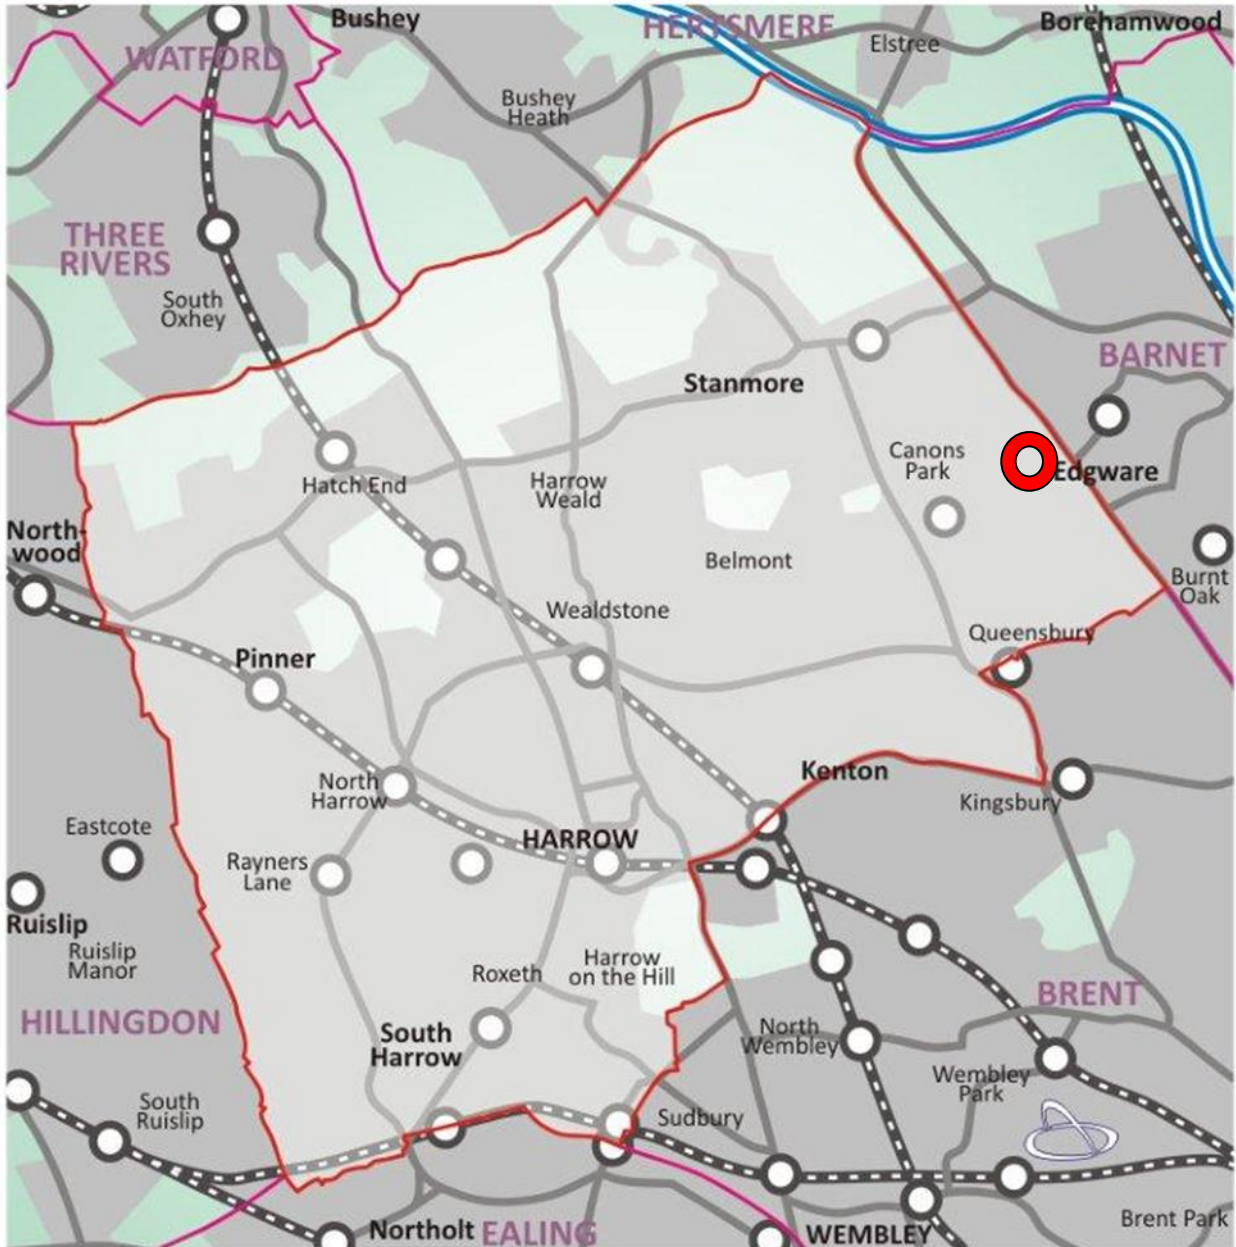 Bushey
HERTSMERE
Borehamwood
Elstree
WATFORD
Bushey
Heath
THREE
RIVERS
South
Oxhey
BARNET
Stanmore
Canons
Park
Edgware
Hatch End
Harrow
Weald
North-
wood
Belmont
Burnt
Oak
Wealdstone
Queensbury
Pinner
Kenton
North
Harrow
Kingsbury
Eastcote
HARROW
Rayners
Lane
Ruislip
Ruislip
Manor
Roxeth
Harrow
on the Hill
BRENT
HILLINGDON
South
Harrow
North
Wembley
Wembley
Park
South
Ruislip
Sudbury
Northolt
EALING
WEMBLEY
Brent Park